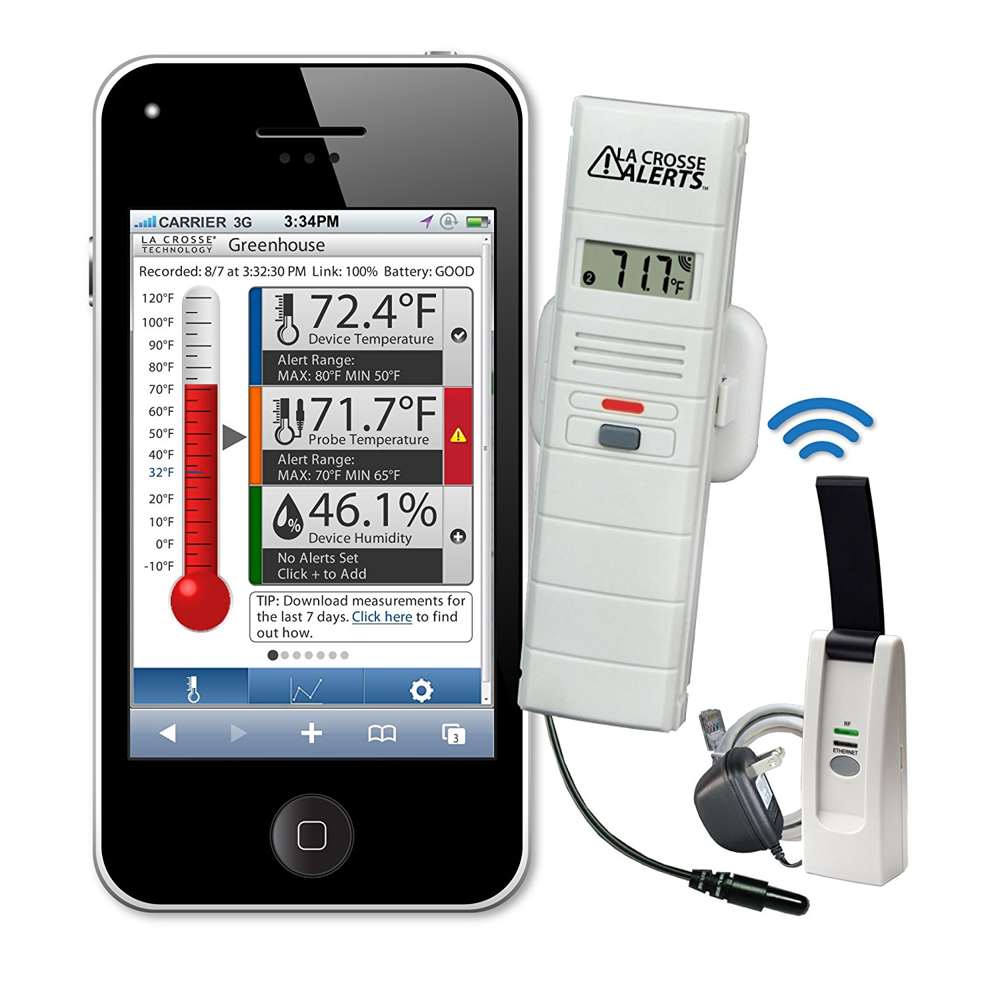 CARRIER 3G 3:34PM
LA CROSSE® TECHNOLOGY Greenhouse
Recorded: 8/7 at 3:32:30 PM Link: 100% Battery: GOOD
120°F
100°F
90°F
80°F
70°F
60°F
50°F
40°F
32°F
20°F
10°F
0°F
-10°F
72.4°F
Device Temperature
Alert Range:
MAX: 80°F MIN 50°F
71.7°F
Probe Temperature
Alert Range:
MAX: 70°F MIN 65°F
%
46.1%
Device Humidity
No Alerts Set
Click + to Add
TIP: Download measurements for
the last 7 days. Click here to find
out how.
3
LA CROSSE
ALERTS™
2 71.7°F
RF
ETHERNET